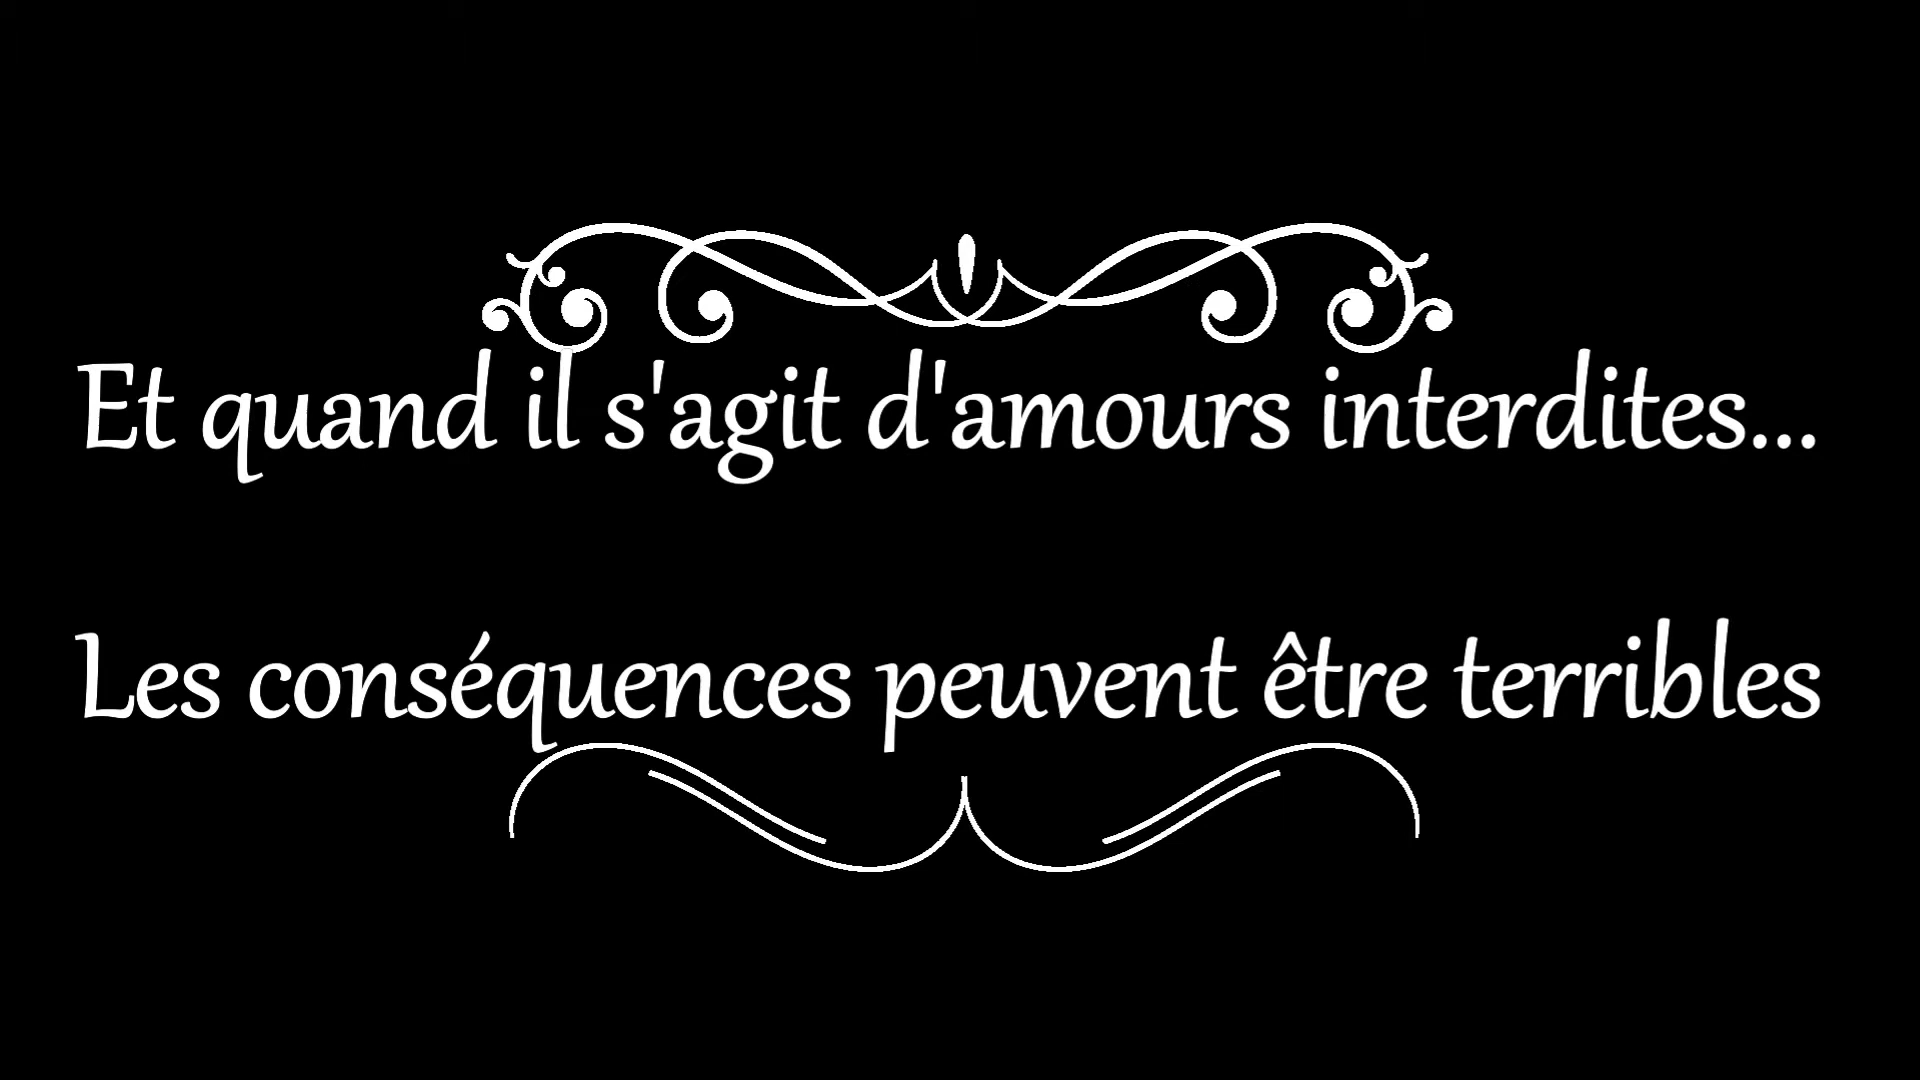 Et quand il s'agit d'amours interdites...
Les conséquences peuvent être terribles